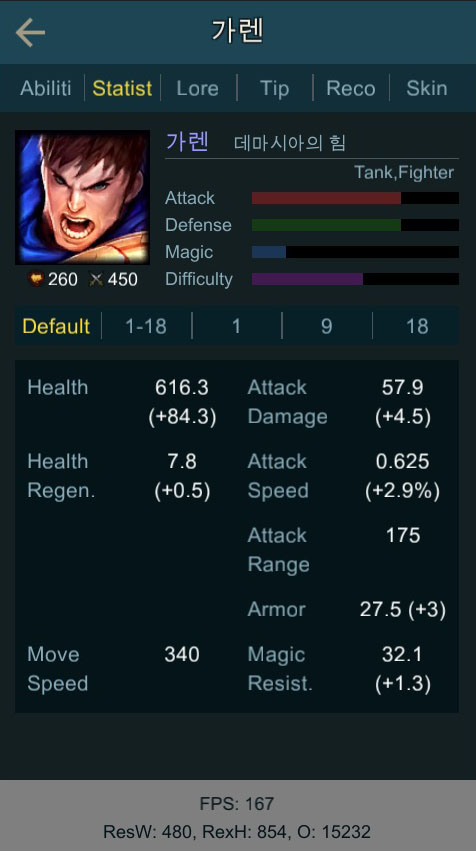 가렌
Abiliti Statist Lore Tip Reco Skin
가렌 데마시아의 힘
Tank,Fighter
Attack
Defense
Magic
Difficulty
260 450
Default 1-18 1 9 18
Health 616.3 Attack 57.9
(+84.3) Damage (+4.5)
Health 7.8 Attack 0.625
Regen. (+0.5) Speed (+2.9%)
Attack 175
Range
Armor 27.5 (+3)
Move 340 Magic 32.1
Speed Resist. (+1.3)
FPS: 167
ResW: 480, RexH: 854, O: 15232